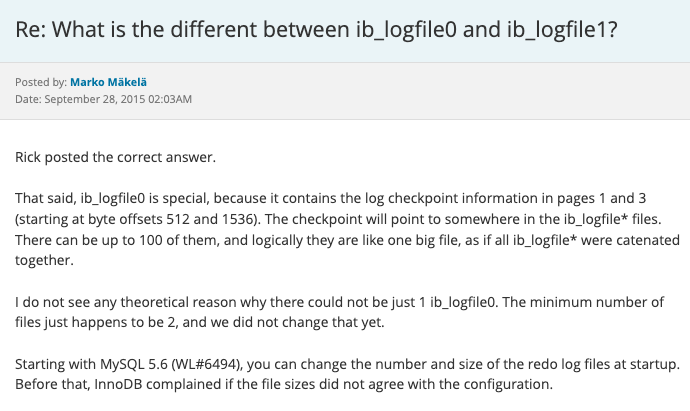 Re: What is the different between ib_logfile0 and ib_logfile1?
Posted by: Marko Mäkelä
Date: September 28, 2015 02:03AM
Rick posted the correct answer.
That said, ib_logfile0 is special, because it contains the log checkpoint information in pages 1 and 3
(starting at byte offsets 512 and 1536). The checkpoint will point to somewhere in the ib_logfile* files.
There can be up to 100 of them, and logically they are like one big file, as if all ib_logfile* were catenated
together.
I do not see any theoretical reason why there could not be just 1 ib_logfile0. The minimum number of
files just happens to be 2, and we did not change that yet.
Starting with MySQL 5.6 (WL#6494), you can change the number and size of the redo log files at startup.
Before that, InnoDB complained if the file sizes did not agree with the configuration.